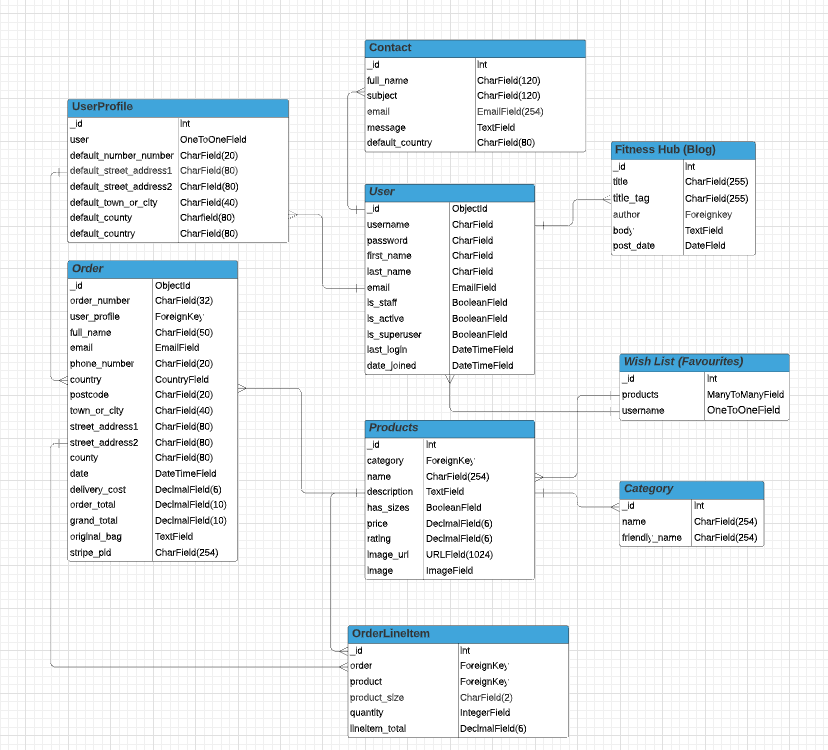 Contact
_id Int
full_name CharField(120)
subject CharField(120)
email EmailField(254)
message TextField
default_country CharField(80)
UserProfile
_id Int
user OneToOneField
default_number_number CharField(20)
default_street_address1 CharField(80)
default_street_address2 CharField(80)
default_town_or_city CharField(40)
default_county Charfield(80)
default_country CharField(80)
Fitness Hub (Blog)
_id Int
title CharField(255)
title_tag CharField(255)
author Foreignkey
body TextField
post_date DateField
User
_id ObjectId
username CharField
password CharField
first_name CharField
last_name CharField
email EmailField
is_staff BooleanField
is_active BooleanField
is_superuser BooleanField
last_login DateTimeField
date_joined DateTimeField
Order
_id ObjectId
order_number CharField(32)
user_profile ForeignKey
full_name CharField(50)
email EmailField
phone_number CharField(20)
country CountryField
postcode CharField(20)
town_or_city CharField(40)
street_address1 CharField(80)
street_address2 CharField(80)
county CharField(80)
date DateTimeField
delivery_cost DecimalField(6)
order_total DecimalField(10)
grand_total DecimalField(10)
original_bag TextField
stripe_pid CharField(254)
Wish List (Favourites)
_id Int
products ManyToManyField
username OneToOneField
Products
_id Int
category ForeignKey
name CharField(254)
description TextField
has_sizes BooleanField
price DecimalField(6)
rating DecimalField(6)
image_url URLField(1024)
image ImageField
Category
_id Int
name CharField(254)
friendly_name CharField(254)
OrderLineItem
_id Int
order ForeignKey
product ForeignKey
product_size CharField(2)
quantity IntegerField
lineitem_total DecimalField(6)